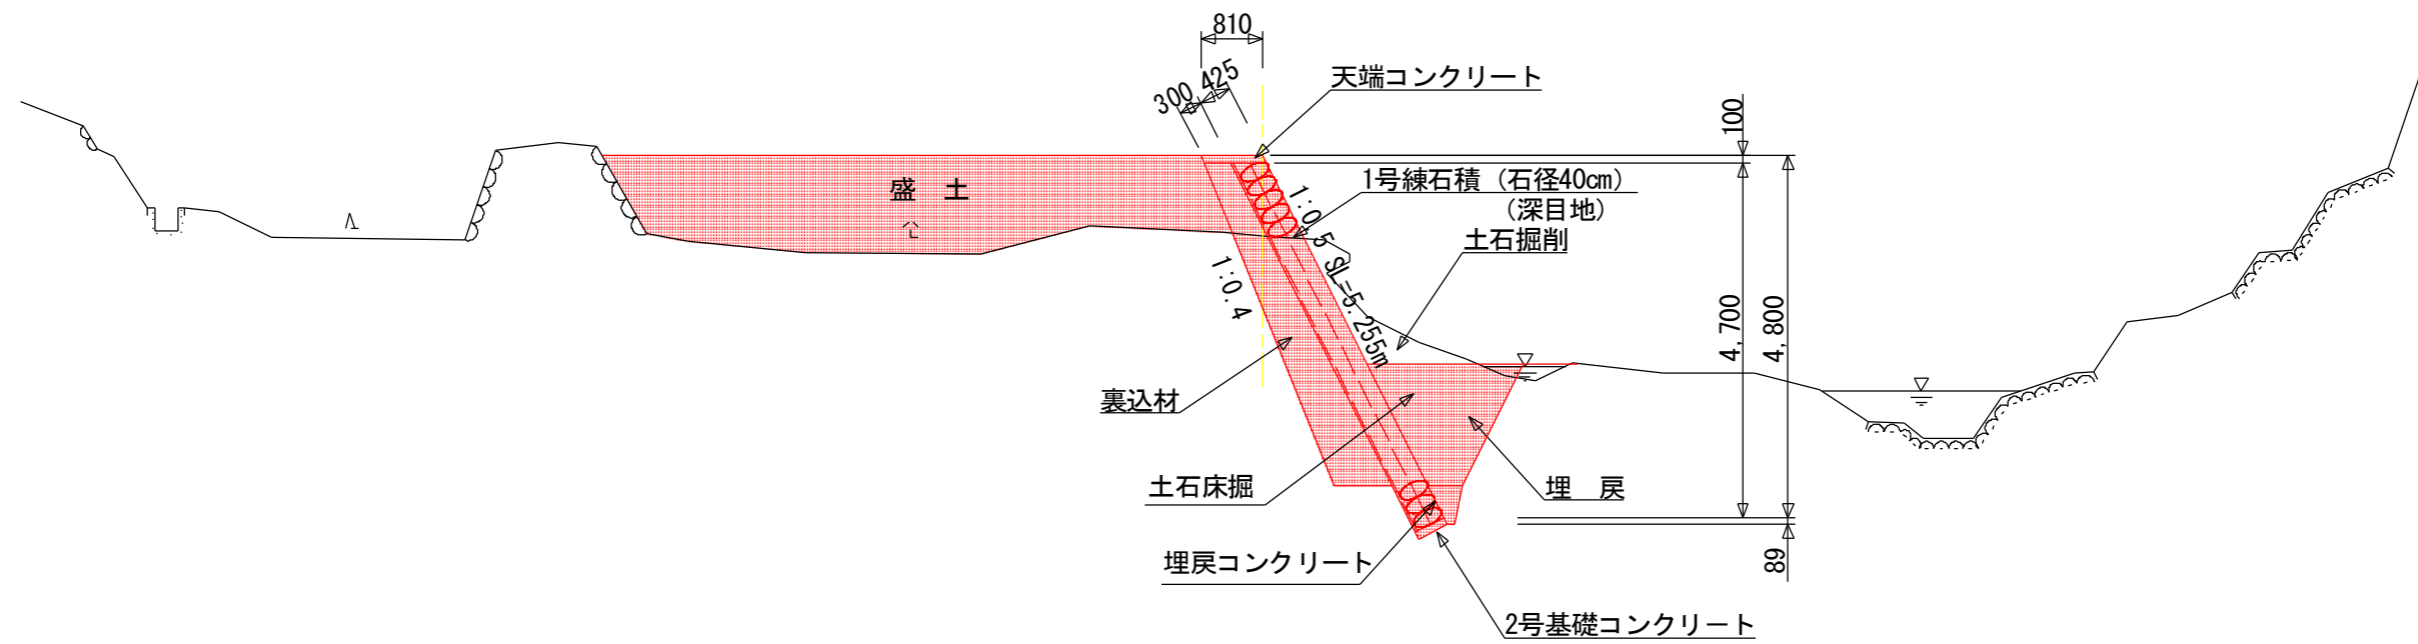 810
300
425
天端コンクリート
100
盛　土
1:0.5
1号練石積（石径40㎝）
（深目地）
土石掘削
1:0.4
SL=5.255m
4,700
4,800
裏込材
土石床掘
埋　戻
埋戻コンクリート
89
2号基礎コンクリート